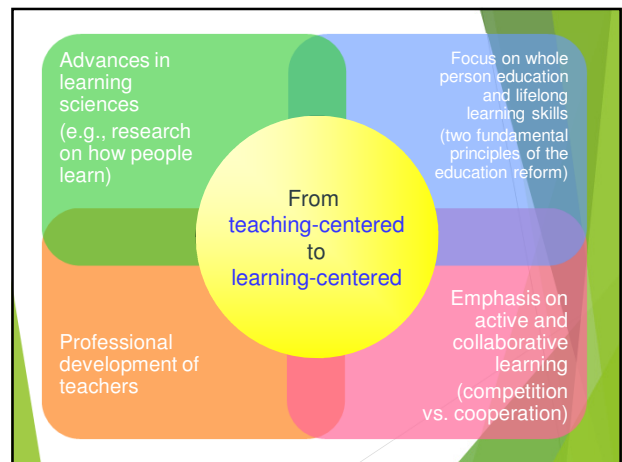 Advances in
learning
sciences
(e.g., research
on how people
learn)
Focus on whole
person education
and lifelong
learning skills
(two fundamental
principles of the
education reform)
From
teaching-centered
to
learning-centered
Professional
development of
teachers
Emphasis on
active and
collaborative
learning
(competition
vs. cooperation)